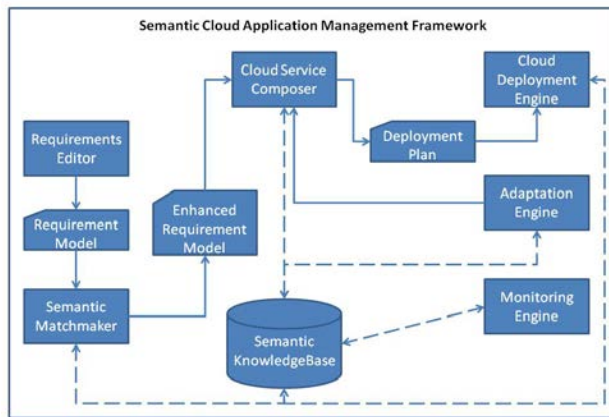 Semantic Cloud Application Management Framework
Cloud Service
Composer
Cloud
Deployment
Engine
Requirements
Editor
Deployment
Plan
Requirement
Model
Enhanced
Requirement
Model
Adaptation
Engine
Semantic
Matchmaker
Semantic
KnowledgeBase
Monitoring
Engine